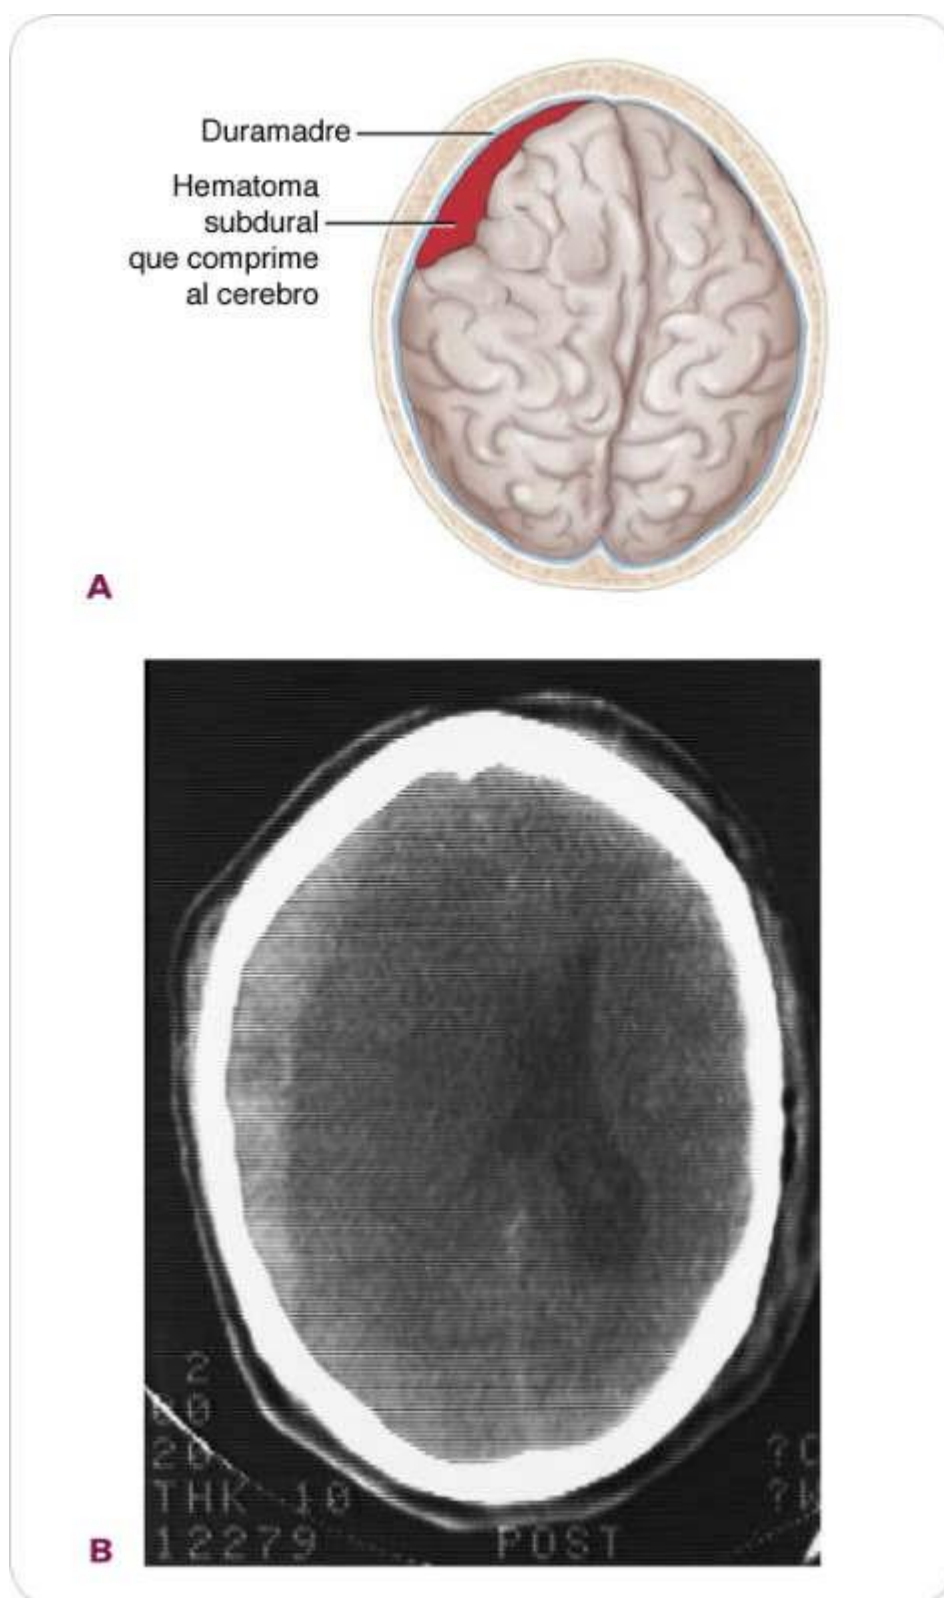 Duramadre
Hematoma
subdural
que comprime
al cerebro
A
2
20
THK 10
12279
POST
B